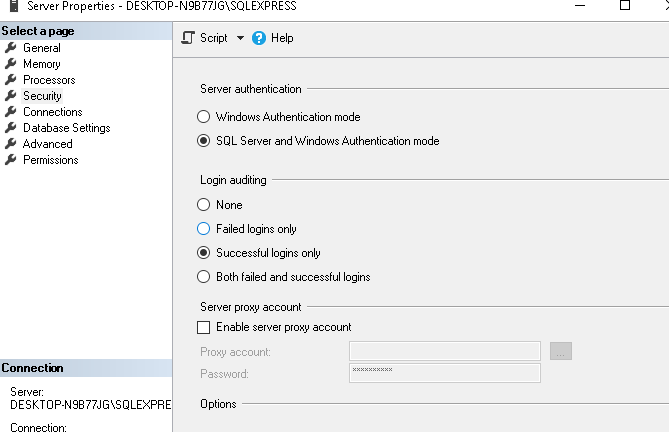 Server Properties - DESKTOP-N9B77JG\SQLEXPRESS
Select a page
General
Memory
Processors
Security
Connections
Database Settings
Advanced
Permissions
Script
Help
Server authentication
Windows Authentication mode
SQL Server and Windows Authentication mode
Login auditing
None
Failed logins only
Successful logins only
Both failed and successful logins
Server proxy account
Enable server proxy account
Proxy account:
...
Password:
**********
Options
Connection
Server:
DESKTOP-N9B77JG\SQLEXPRE
Connection: